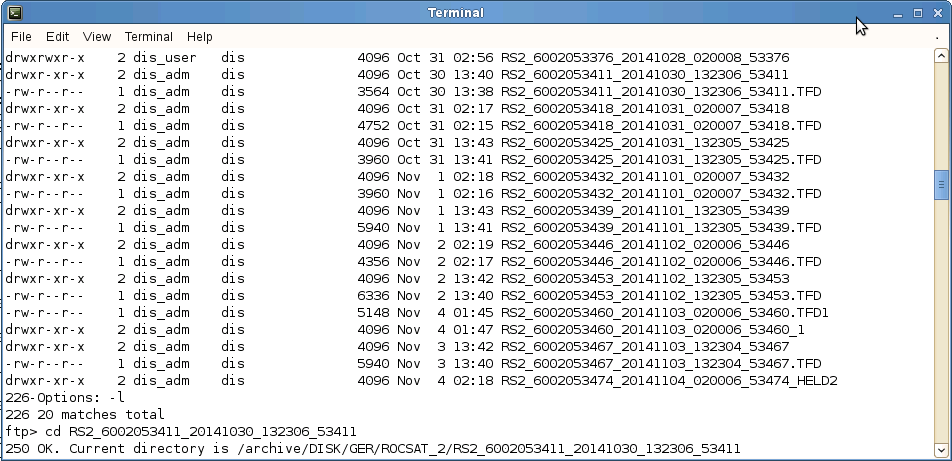 Terminal
File Edit View Terminal Help
drwxrwxr-x    2 dis_user   dis              4096 Oct 31 02:56 RS2_6002053376_20141028_020008_53376
drwxr-xr-x    2 dis_adm    dis              4096 Oct 30 13:40 RS2_6002053411_20141030_132306_53411
-rw-r--r--    1 dis_adm    dis              3564 Oct 30 13:38 RS2_6002053411_20141030_132306_53411.TFD
drwxr-xr-x    2 dis_adm    dis              4096 Oct 31 02:17 RS2_6002053418_20141031_020007_53418
-rw-r--r--    1 dis_adm    dis              4752 Oct 31 02:15 RS2_6002053418_20141031_020007_53418.TFD
drwxr-xr-x    2 dis_adm    dis              4096 Oct 31 13:43 RS2_6002053425_20141031_132305_53425
-rw-r--r--    1 dis_adm    dis              3960 Oct 31 13:41 RS2_6002053425_20141031_132305_53425.TFD
drwxr-xr-x    2 dis_adm    dis              4096 Nov  1 02:18 RS2_6002053432_20141101_020007_53432
-rw-r--r--    1 dis_adm    dis              3960 Nov  1 02:16 RS2_6002053432_20141101_020007_53432.TFD
drwxr-xr-x    2 dis_adm    dis              4096 Nov  1 13:43 RS2_6002053439_20141101_132305_53439
-rw-r--r--    1 dis_adm    dis              5940 Nov  1 13:41 RS2_6002053439_20141101_132305_53439.TFD
drwxr-xr-x    2 dis_adm    dis              4096 Nov  2 02:19 RS2_6002053446_20141102_020006_53446
-rw-r--r--    1 dis_adm    dis              4356 Nov  2 02:17 RS2_6002053446_20141102_020006_53446.TFD
drwxr-xr-x    2 dis_adm    dis              4096 Nov  2 13:42 RS2_6002053453_20141102_132305_53453
-rw-r--r--    1 dis_adm    dis              6336 Nov  2 13:40 RS2_6002053453_20141102_132305_53453.TFD
-rw-r--r--    1 dis_adm    dis              5148 Nov  4 01:45 RS2_6002053460_20141103_020006_53460.TFD1
drwxr-xr-x    2 dis_adm    dis              4096 Nov  4 01:47 RS2_6002053460_20141103_020006_53460_1
drwxr-xr-x    2 dis_adm    dis              4096 Nov  3 13:42 RS2_6002053467_20141103_132304_53467
-rw-r--r--    1 dis_adm    dis              5940 Nov  3 13:40 RS2_6002053467_20141103_132304_53467.TFD
drwxr-xr-x    2 dis_adm    dis              4096 Nov  4 02:18 RS2_6002053474_20141104_020006_53474_HELD2
226-Options: -l
226 20 matches total
ftp> cd RS2_6002053411_20141030_132306_53411
250 OK. Current directory is /archive/DISK/GER/ROCSAT_2/RS2_6002053411_20141030_132306_53411